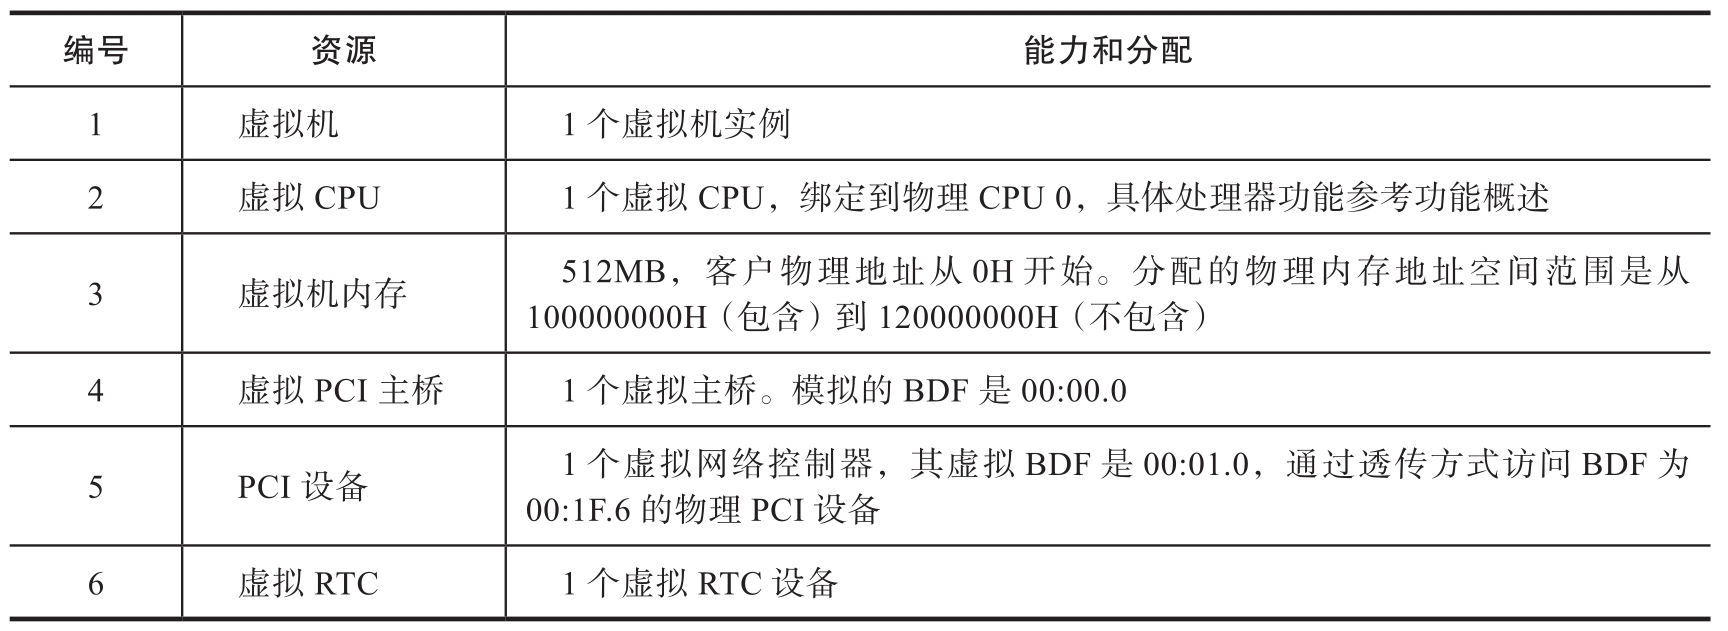 编号 资源 能力和分配
1 虚拟机 1 个虚拟机实例
2 虚拟 CPU 1 个虚拟 CPU，绑定到物理 CPU 0，具体处理器功能参考功能概述
3 虚拟机内存 512MB，客户物理地址从 0H 开始。分配的物理内存地址空间范围是从
100000000H（包含）到 120000000H（不包含）
4 虚拟 PCI 主桥 1 个虚拟主桥。模拟的 BDF 是 00:00.0
5 PCI 设备 1 个虚拟网络控制器，其虚拟 BDF 是 00:01.0，通过透传方式访问 BDF 为
00:1F.6 的物理 PCI 设备
6 虚拟 RTC 1 个虚拟 RTC 设备